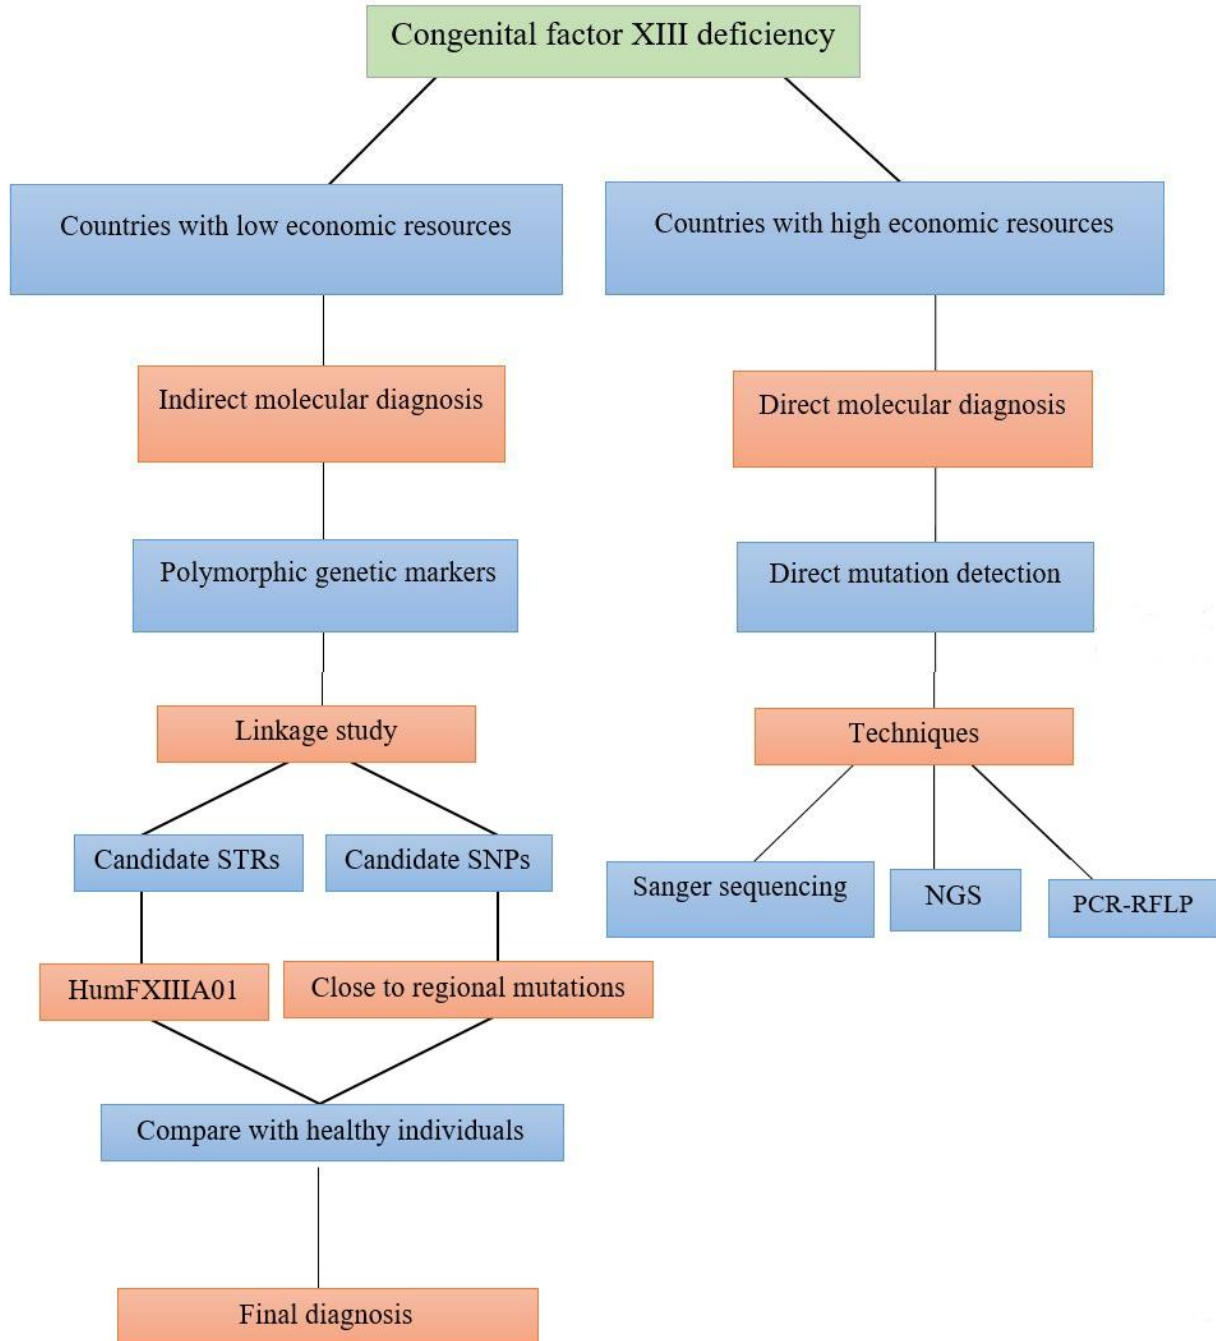 Congenital factor XIII deficiency
Countries with low economic resources
Countries with high economic resources
Indirect molecular diagnosis
Direct molecular diagnosis
Polymorphic genetic markers
Direct mutation detection
Linkage study
Techniques
Candidate STRs
Candidate SNPs
Sanger sequencing
NGS
PCR-RFLP
HumFXIIIA01
Close to regional mutations
Compare with healthy individuals
Final diagnosis